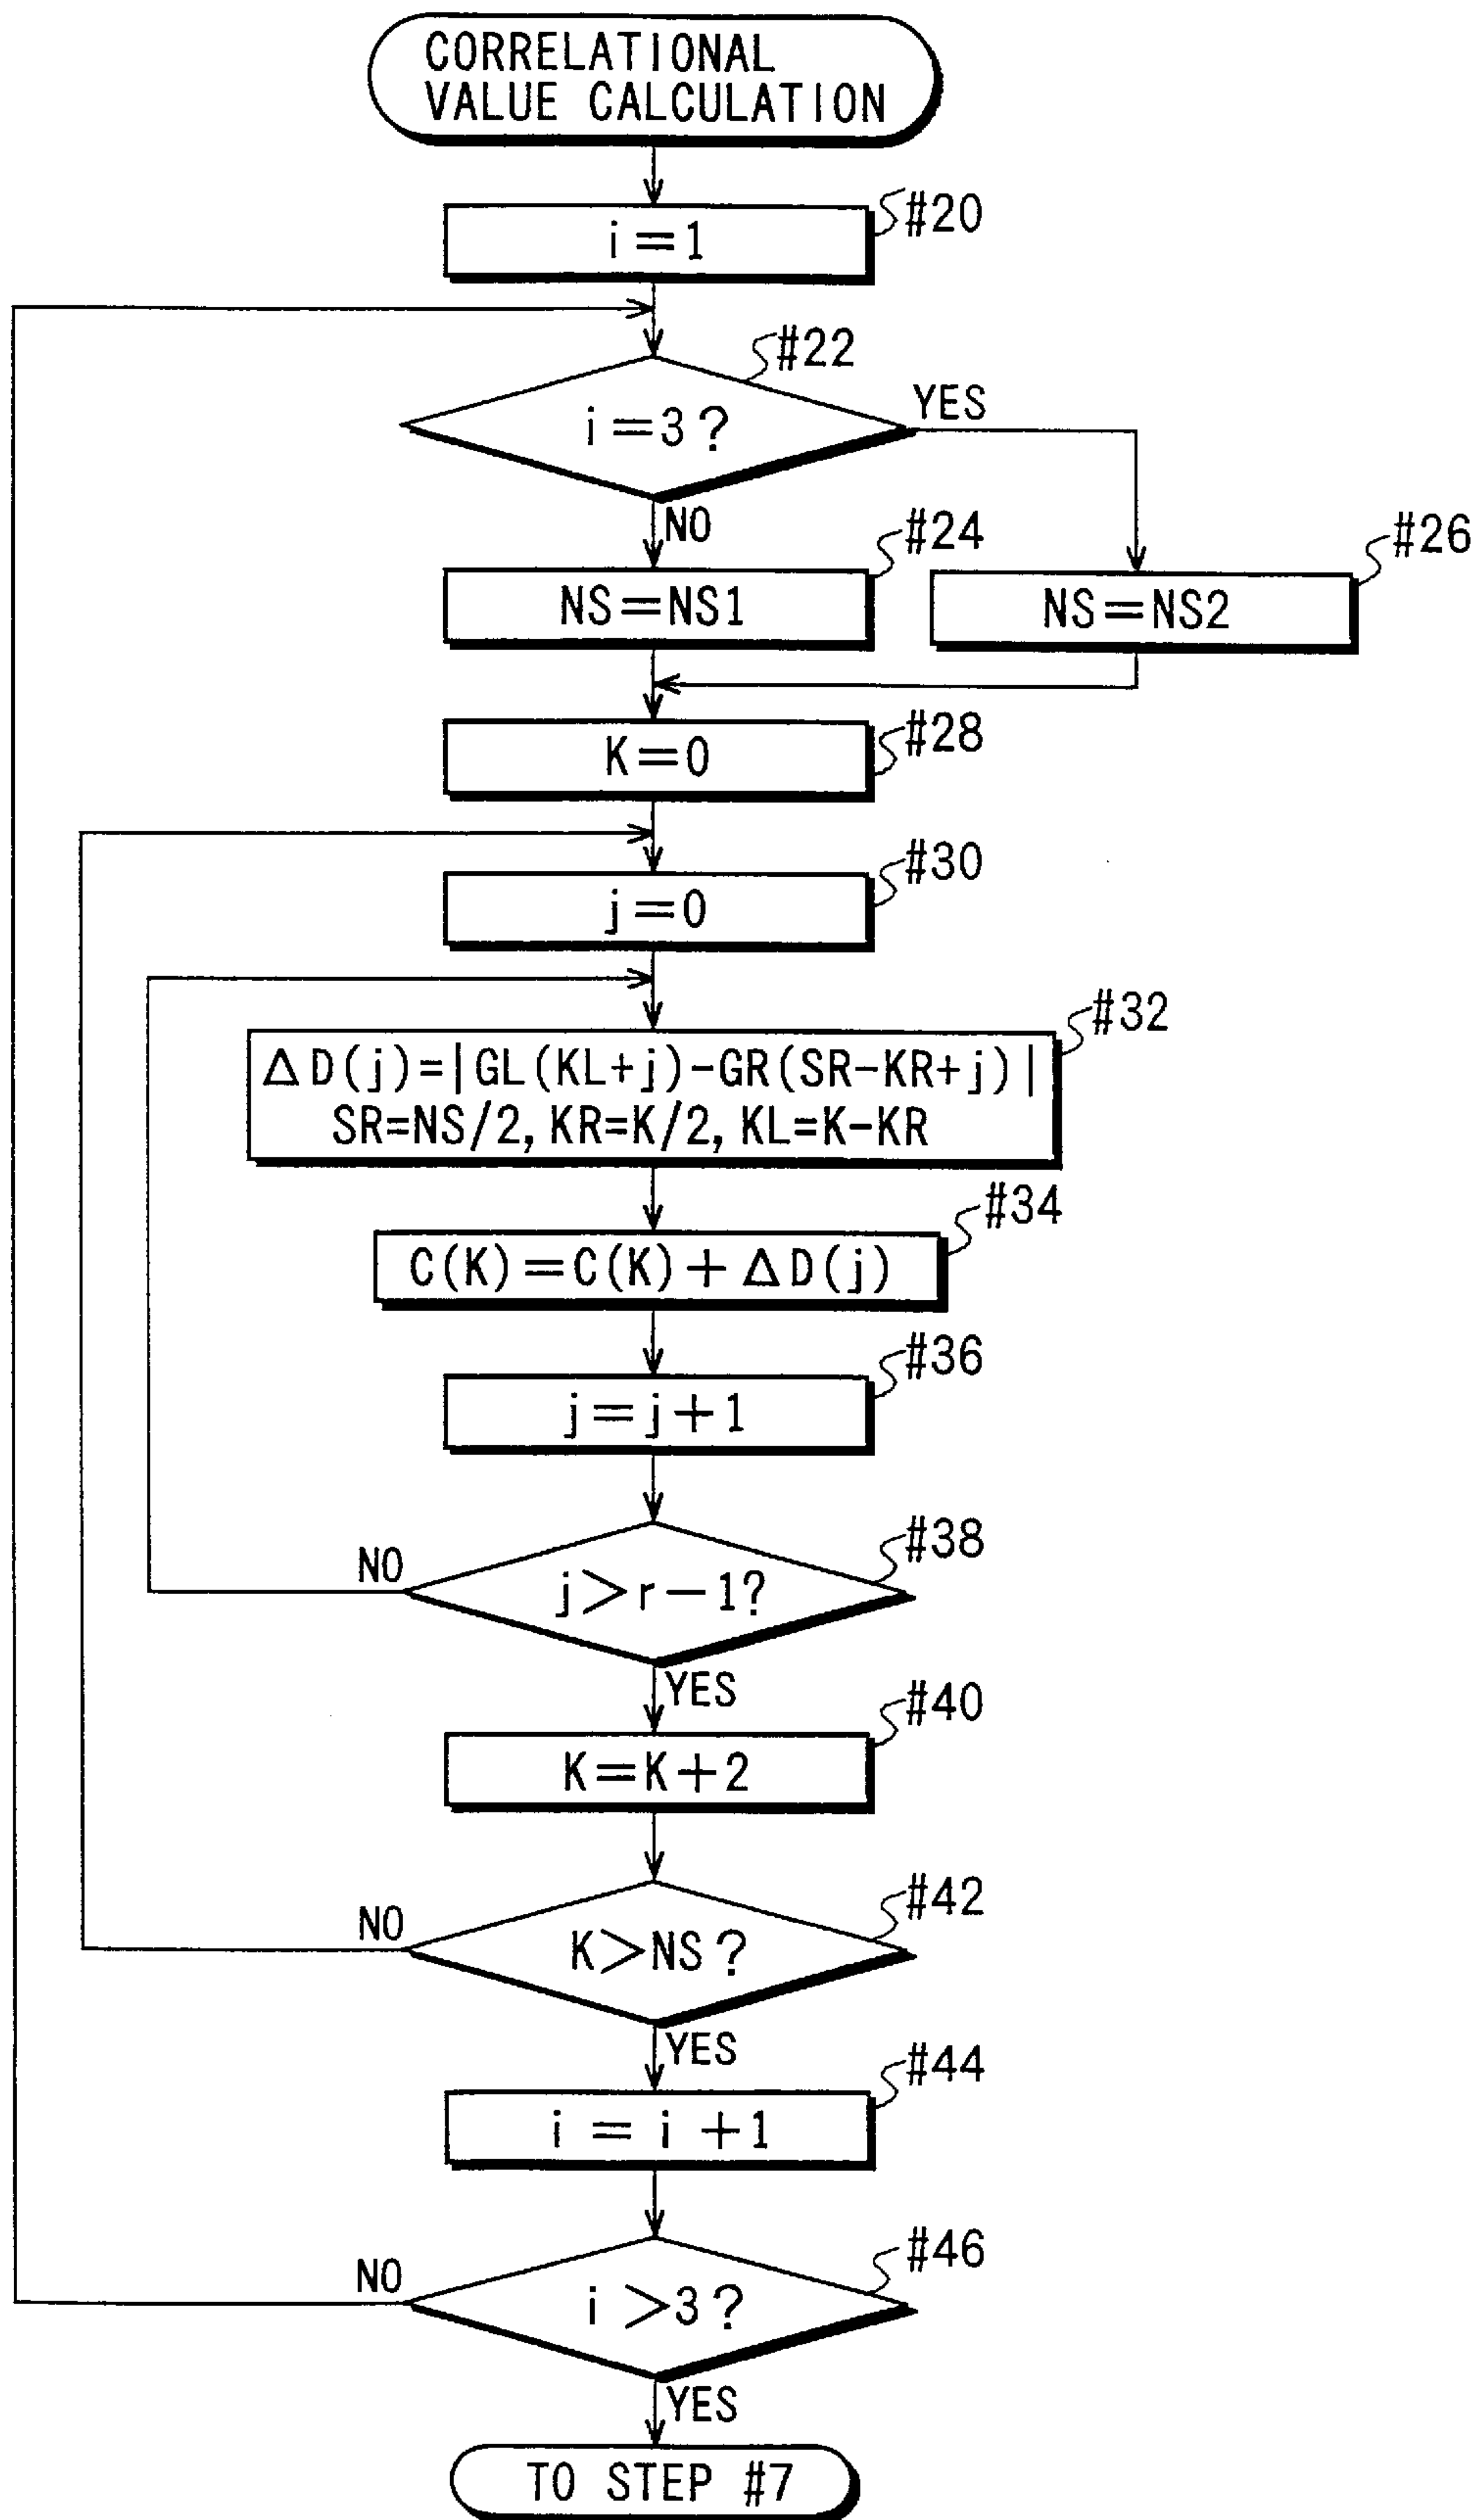 CORRELATIONAL
VALUE CALCULATION
#20
i=1
#22
i=3?
YES
NO
#24
NS=NS1
#26
NS=NS2
#28
K=0
#30
j=0
#32
ΔD(j)=|GL(KL+j)-GR(SR-KR+j)|
SR=NS/2, KR=K/2, KL=K-KR
#34
C(K)=C(K)+ΔD(j)
#36
j=j+1
#38
NO
j>r-1?
YES
#40
K=K+2
#42
NO
K>NS?
YES
#44
i=i+1
#46
NO
i>3?
YES
TO STEP #7